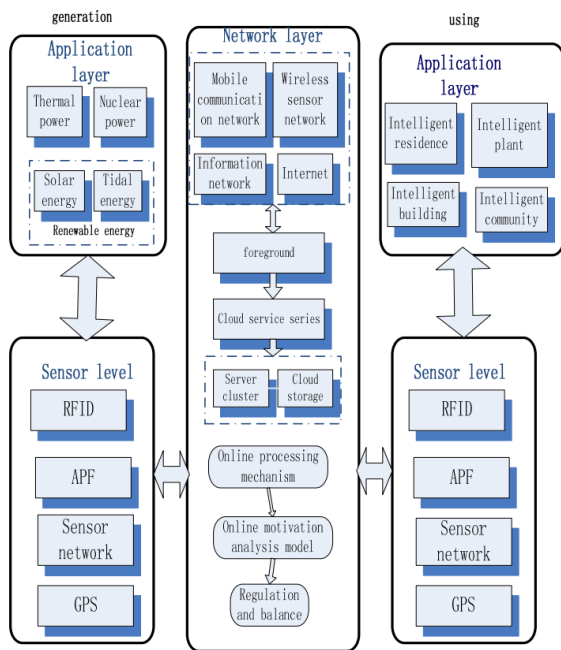 generation
Application
layer
Thermal
power
Nuclear
power
Solar
energy
Tidal
energy
Renewable energy
Sensor level
RFID
APF
Sensor
network
GPS
Network layer
Mobile
communicati
on network
Wireless
sensor
network
Information
network
Internet
foreground
Cloud service series
Server
cluster
Cloud
storage
Online processing
mechanism
Online motivation
analysis model
Regulation
and balance
using
Application
layer
Intelligent
residence
Intelligent
plant
Intelligent
building
Intelligent
community
Sensor level
RFID
APF
Sensor
network
GPS